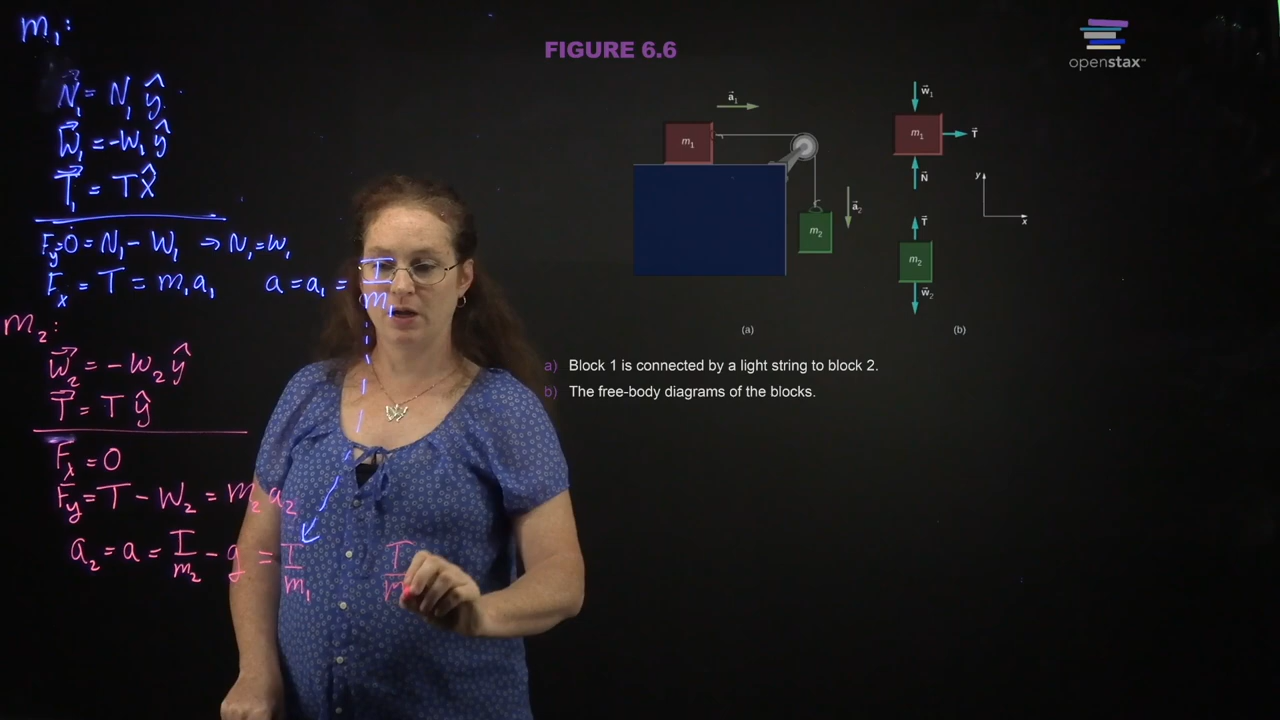 m₁:
N⃗₁ = N₁ ŷ
W⃗₁ = -W₁ ŷ
T⃗₁ = T x̂
F_y = 0 = N₁ - W₁ → N₁ = W₁
F_x = T = m₁a₁ a = a₁ = T/m₁
m₂:
W⃗₂ = -W₂ ŷ
T⃗ = T ŷ
F_x = 0
F_y = T - W₂ = m₂a₂
a₂ = a = T/m₂ - g = T/m₁
T/m
FIGURE 6.6
openstax™
a⃗₁
m₁
a⃗₂
m₂
(a)
w⃗₁
m₁
T⃗
N⃗
T⃗
m₂
w⃗₂
y
x
(b)
a) Block 1 is connected by a light string to block 2.
b) The free-body diagrams of the blocks.